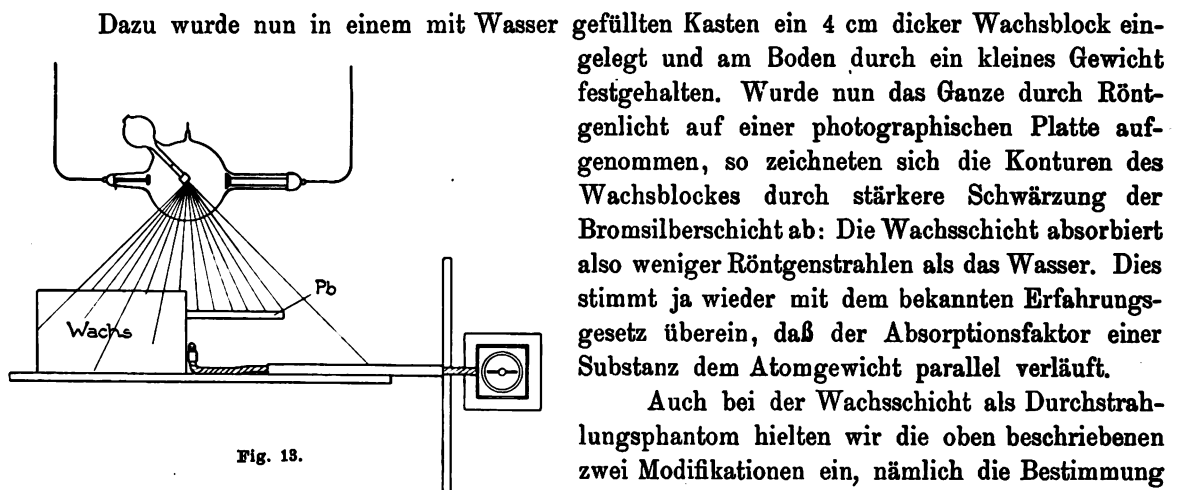 Dazu wurde nun in einem mit Wasser gefüllten Kasten ein 4 cm dicker Wachsblock ein-
gelegt und am Boden durch ein kleines Gewicht
festgehalten. Wurde nun das Ganze durch Rönt-
genlicht auf einer photographischen Platte auf-
genommen, so zeichneten sich die Konturen des
Wachsblockes durch stärkere Schwärzung der
Bromsilberschicht ab: Die Wachsschicht absorbiert
also weniger Röntgenstrahlen als das Wasser. Dies
stimmt ja wieder mit dem bekannten Erfahrungs-
gesetz überein, daß der Absorptionsfaktor einer
Substanz dem Atomgewicht parallel verläuft.
Auch bei der Wachsschicht als Durchstrah-
lungsphantom hielten wir die oben beschriebenen
zwei Modifikationen ein, nämlich die Bestimmung
Pb
Wachs
Fig. 13.